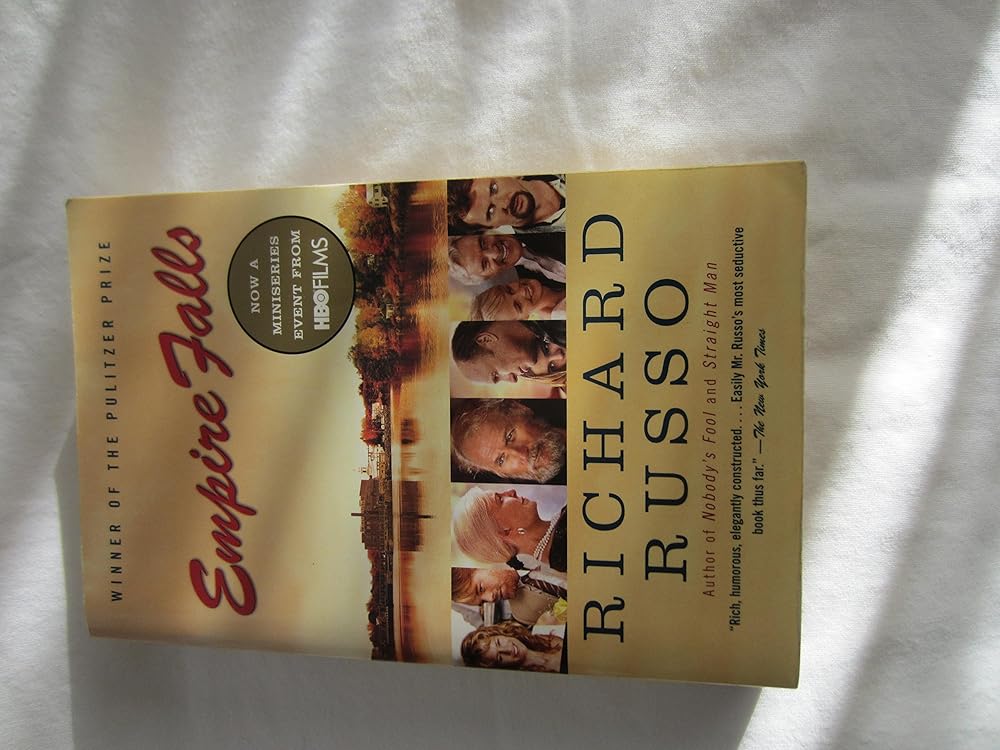 WINNER OF THE PULITZER PRIZE
Empire Falls
NOW A
MINISERIES
EVENT FROM
HBO FILMS
RICHARD
RUSSO
Author of Nobody's Fool and Straight Man
"Rich, humorous, elegantly constructed. . . . Easily Mr. Russo's most seductive
book thus far." —The New York Times